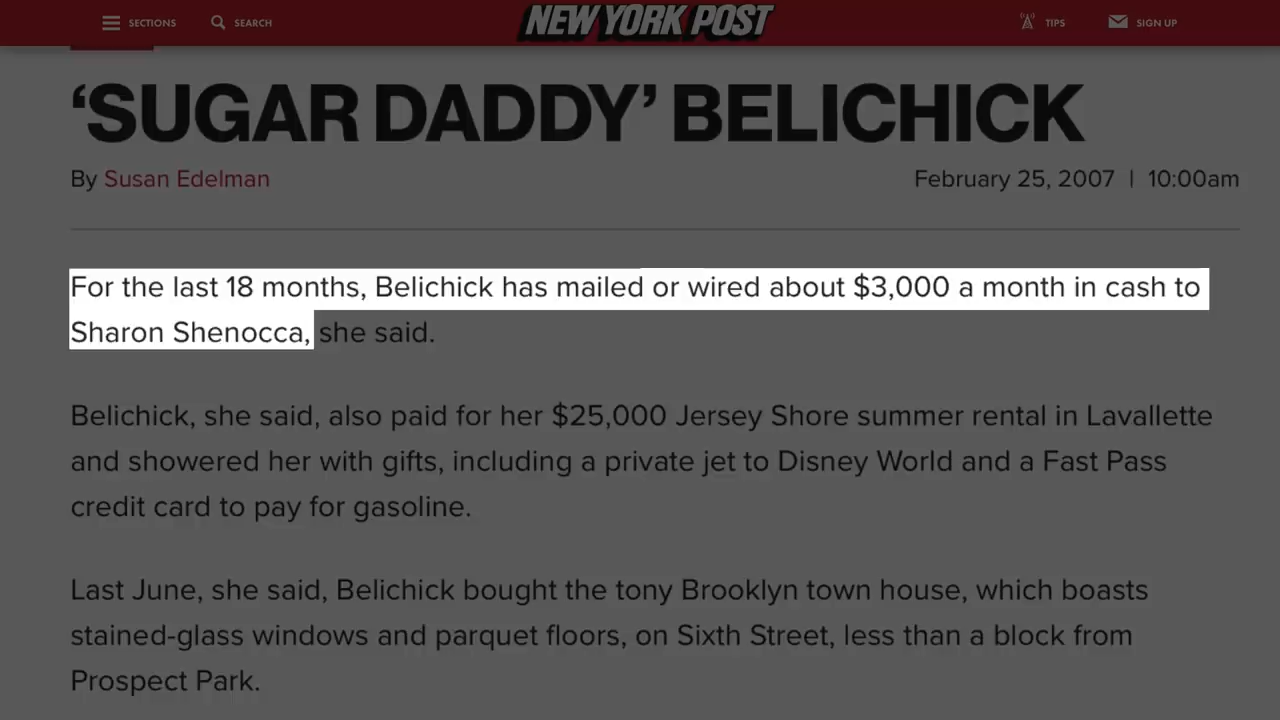 SECTIONS SEARCH NEW YORK POST TIPS SIGN UP
‘SUGAR DADDY’ BELICHICK
By Susan Edelman February 25, 2007 | 10:00am
For the last 18 months, Belichick has mailed or wired about $3,000 a month in cash to
Sharon Shenocca, she said.
Belichick, she said, also paid for her $25,000 Jersey Shore summer rental in Lavallette
and showered her with gifts, including a private jet to Disney World and a Fast Pass
credit card to pay for gasoline.
Last June, she said, Belichick bought the tony Brooklyn town house, which boasts
stained-glass windows and parquet floors, on Sixth Street, less than a block from
Prospect Park.